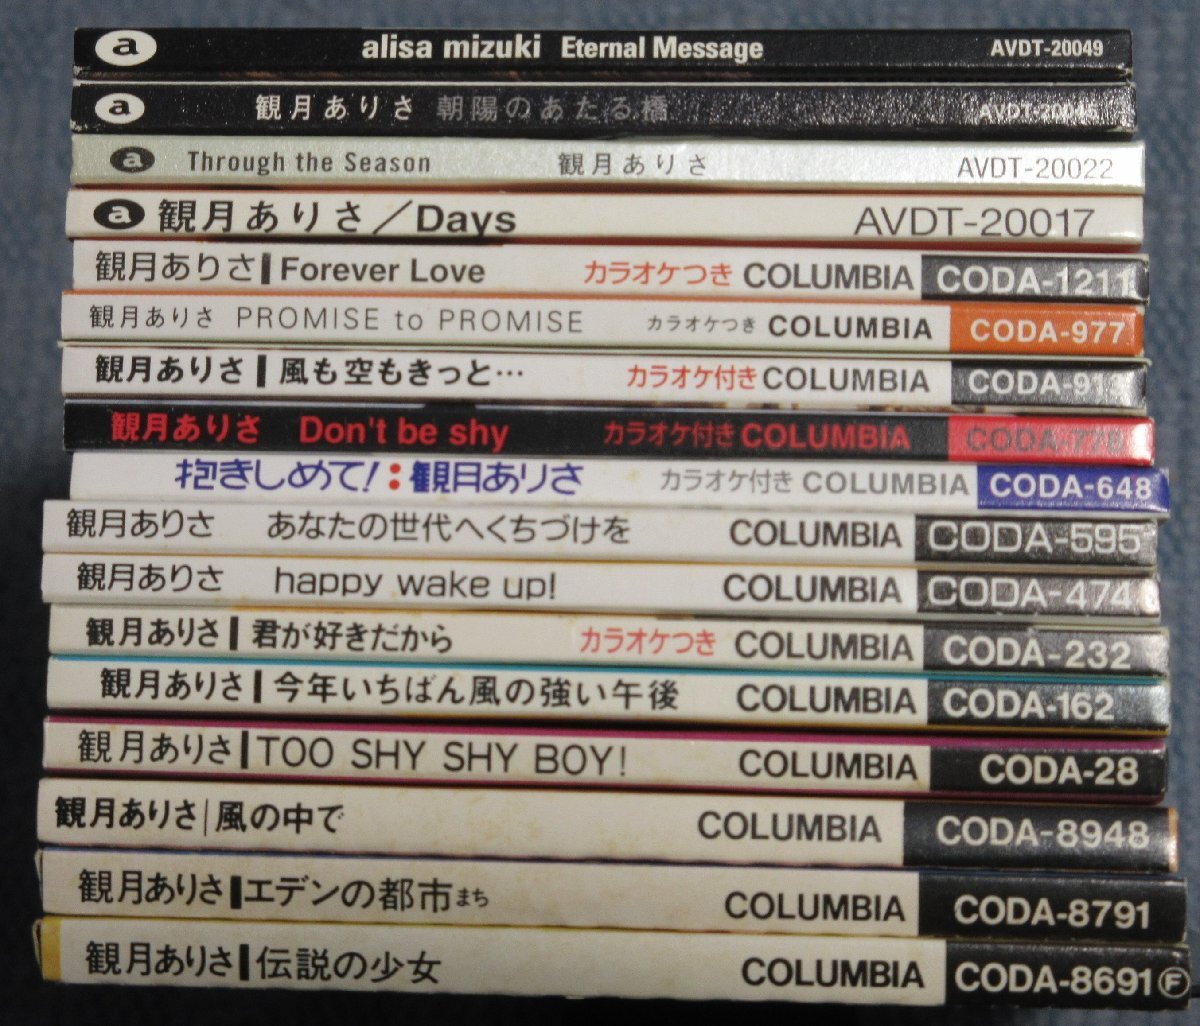 a alisa mizuki Eternal Message AVDT-20049
a 観月ありさ 朝陽のあたる橋
a Through the Season 観月ありさ AVDT-20022
a 観月ありさ／Days AVDT-20017
観月ありさ Forever Love カラオケつき COLUMBIA CODA-1211
観月ありさ PROMISE to PROMISE カラオケつき COLUMBIA CODA-977
観月ありさ 風も空もきっと… カラオケ付き COLUMBIA
観月ありさ Don't be shy カラオケ付き COLUMBIA CODA-778
抱きしめて!:観月ありさ カラオケ付き COLUMBIA CODA-648
観月ありさ あなたの世代へくちづけを COLUMBIA CODA-595
観月ありさ happy wake up! COLUMBIA CODA-474
観月ありさ 君が好きだから カラオケつき COLUMBIA CODA-232
観月ありさ 今年いちばん風の強い午後 COLUMBIA CODA-162
観月ありさ TOO SHY SHY BOY! COLUMBIA CODA-28
観月ありさ 風の中で COLUMBIA CODA-8948
観月ありさ エデンの都市まち COLUMBIA CODA-8791
観月ありさ 伝説の少女 COLUMBIA CODA-8691 Ⓕ